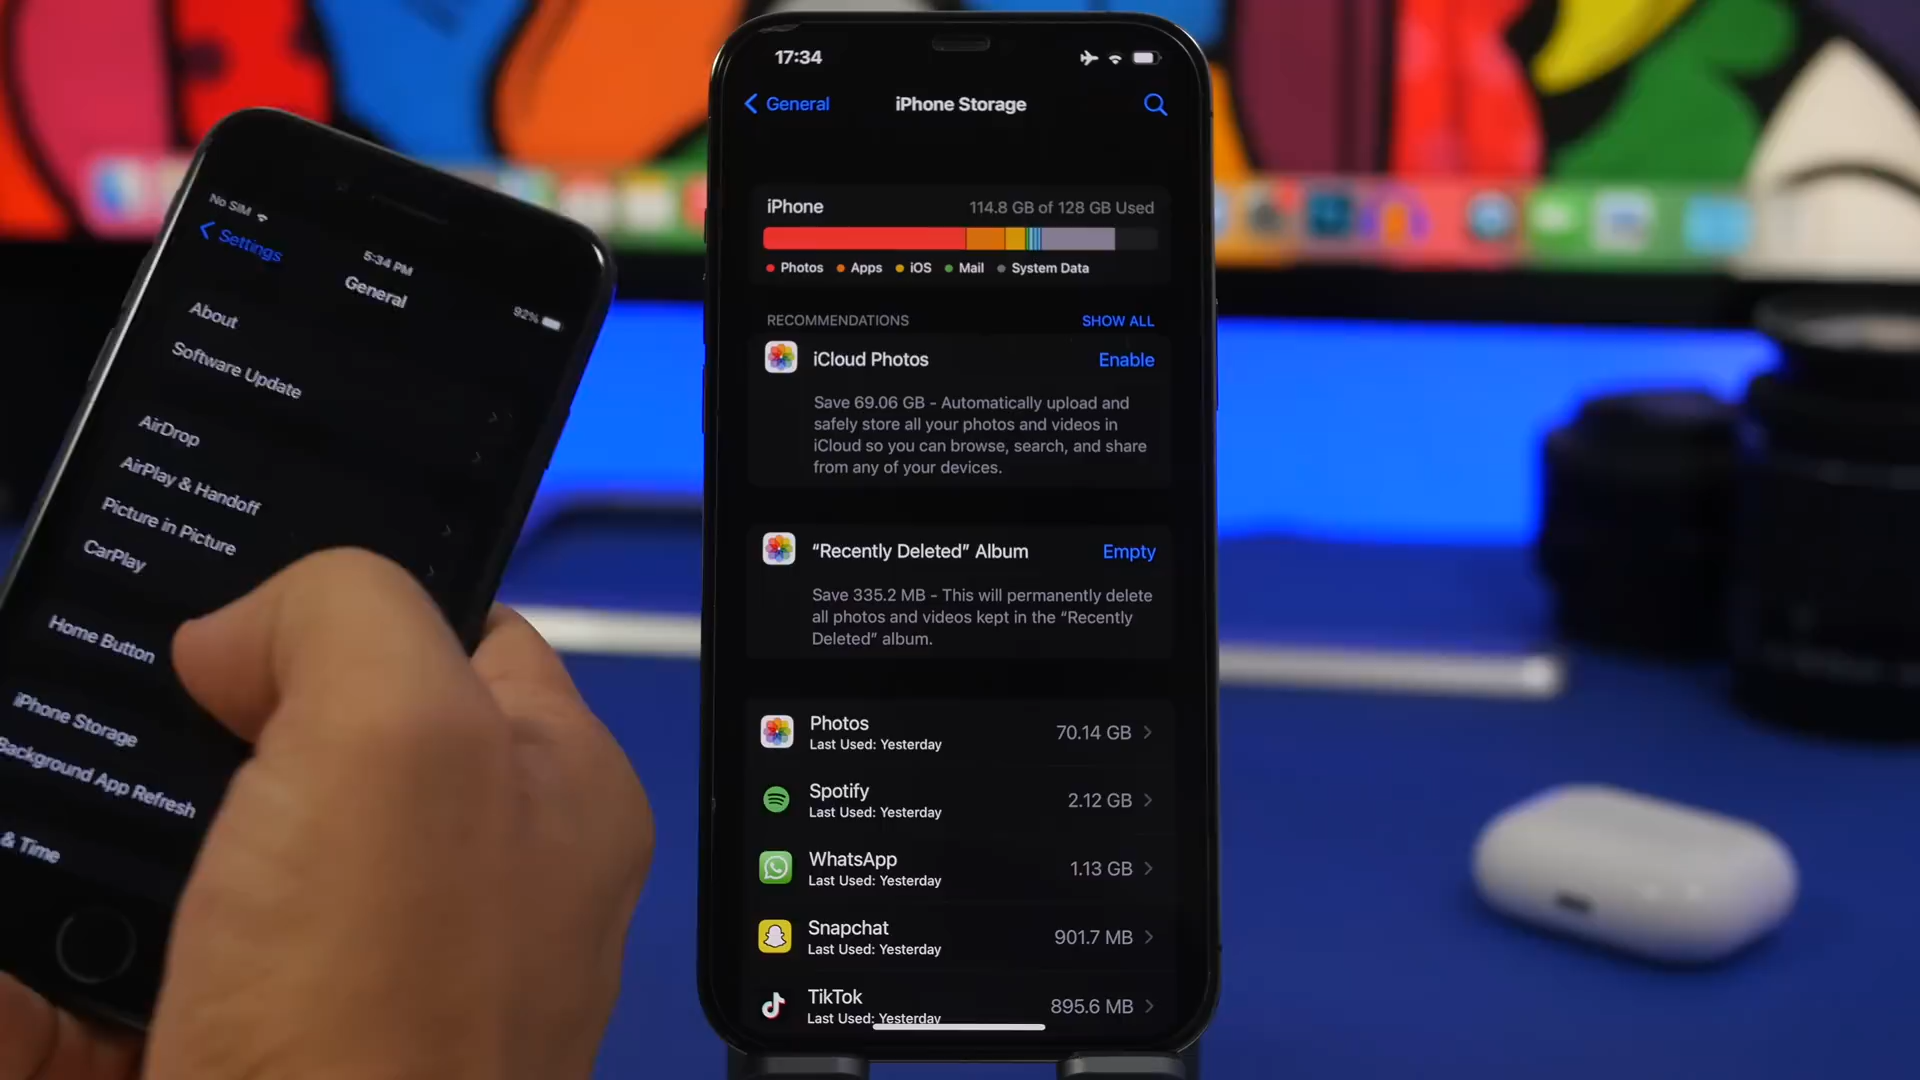 No SIM
5:34 PM
92%
Settings
General
About
Software Update
AirDrop
AirPlay & Handoff
Picture in Picture
CarPlay
Home Button
iPhone Storage
Background App Refresh
& Time
17:34
General
iPhone Storage
iPhone
114.8 GB of 128 GB Used
Photos Apps iOS Mail System Data
RECOMMENDATIONS
SHOW ALL
iCloud Photos
Enable
Save 69.06 GB - Automatically upload and
safely store all your photos and videos in
iCloud so you can browse, search, and share
from any of your devices.
“Recently Deleted” Album
Empty
Save 335.2 MB - This will permanently delete
all photos and videos kept in the “Recently
Deleted” album.
Photos
70.14 GB
Last Used: Yesterday
Spotify
2.12 GB
Last Used: Yesterday
WhatsApp
1.13 GB
Last Used: Yesterday
Snapchat
901.7 MB
Last Used: Yesterday
TikTok
895.6 MB
Last Used: Yesterday